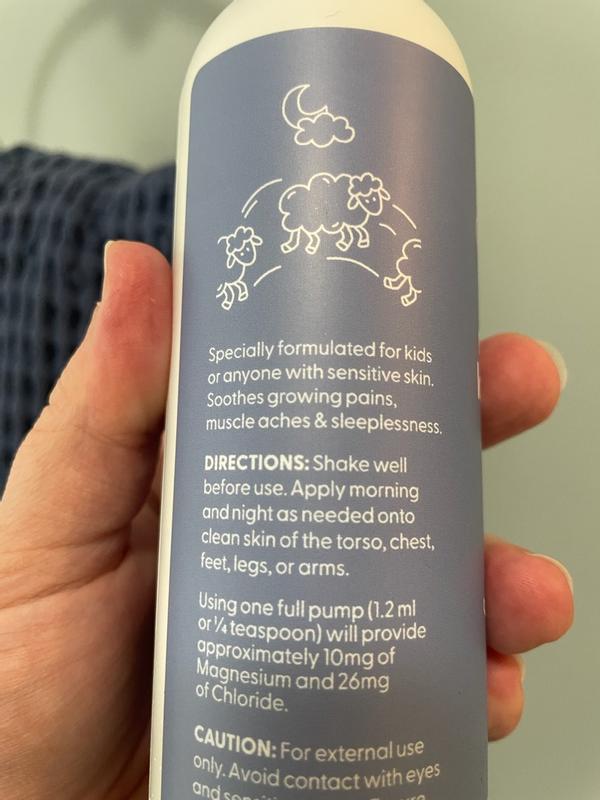 Specially formulated for kids
or anyone with sensitive skin.
Soothes growing pains,
muscle aches & sleeplessness.
DIRECTIONS: Shake well
before use. Apply morning
and night as needed onto
clean skin of the torso, chest,
feet, legs, or arms.
Using one full pump (1.2 ml
or ¼ teaspoon) will provide
approximately 10mg of
Magnesium and 26mg
of Chloride.
CAUTION: For external use
only. Avoid contact with eyes
and